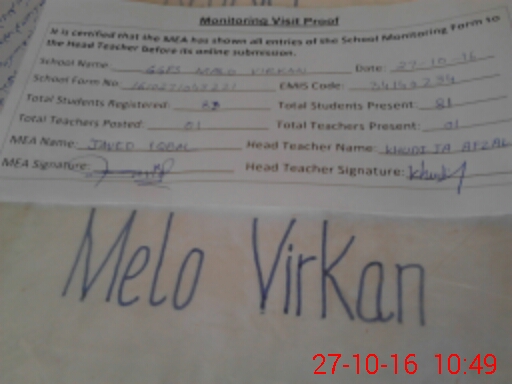 Monitoring Visit Proof
It is certified that the MEA has shown all entries of the School Monitoring Form to
the Head Teacher before its online submission.
School Name: GGPS MALO VIRKAN Date: 27-10-16
School Form No: EMIS Code:
Total Students Registered: Total Students Present: 81
Total Teachers Posted: 01 Total Teachers Present: 01
MEA Name: JAVED IQBAL Head Teacher Name: KHUDIJA AFZAL
MEA Signature: Head Teacher Signature:
Melo VirKan
27-10-16 10:49